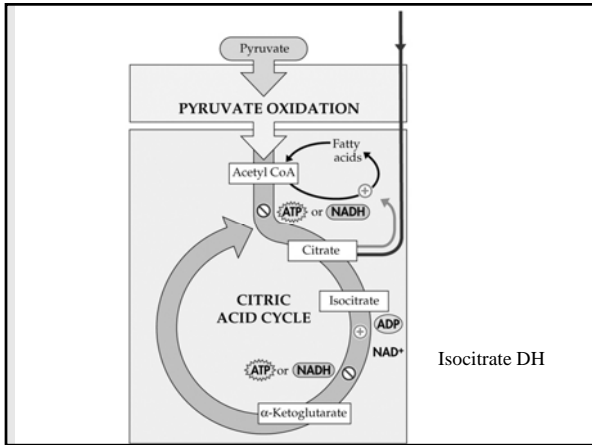 Pyruvate
PYRUVATE OXIDATION
Fatty
acids
Acetyl CoA
+
ATP or NADH
Citrate
Isocitrate
CITRIC
ACID CYCLE
+
ADP
NAD+
Isocitrate DH
ATP or NADH
α-Ketoglutarate